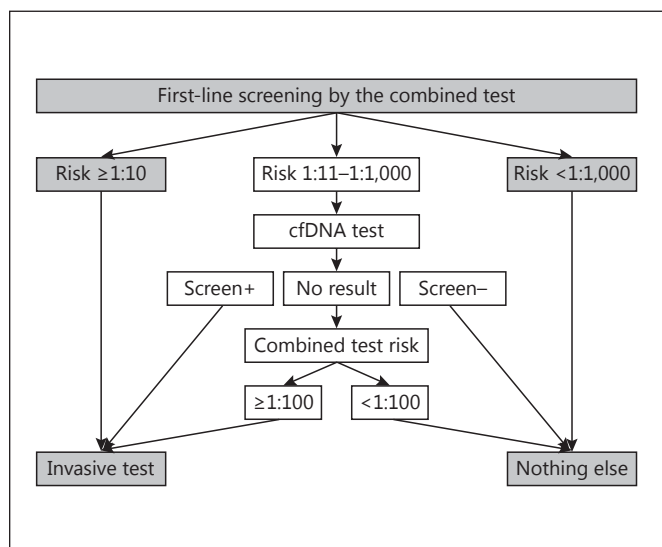 First-line screening by the combined test
Risk ≥1:10
Risk 1:11–1:1,000
Risk <1:1,000
cfDNA test
Screen+
No result
Screen–
Combined test risk
≥1:100
<1:100
Invasive test
Nothing else